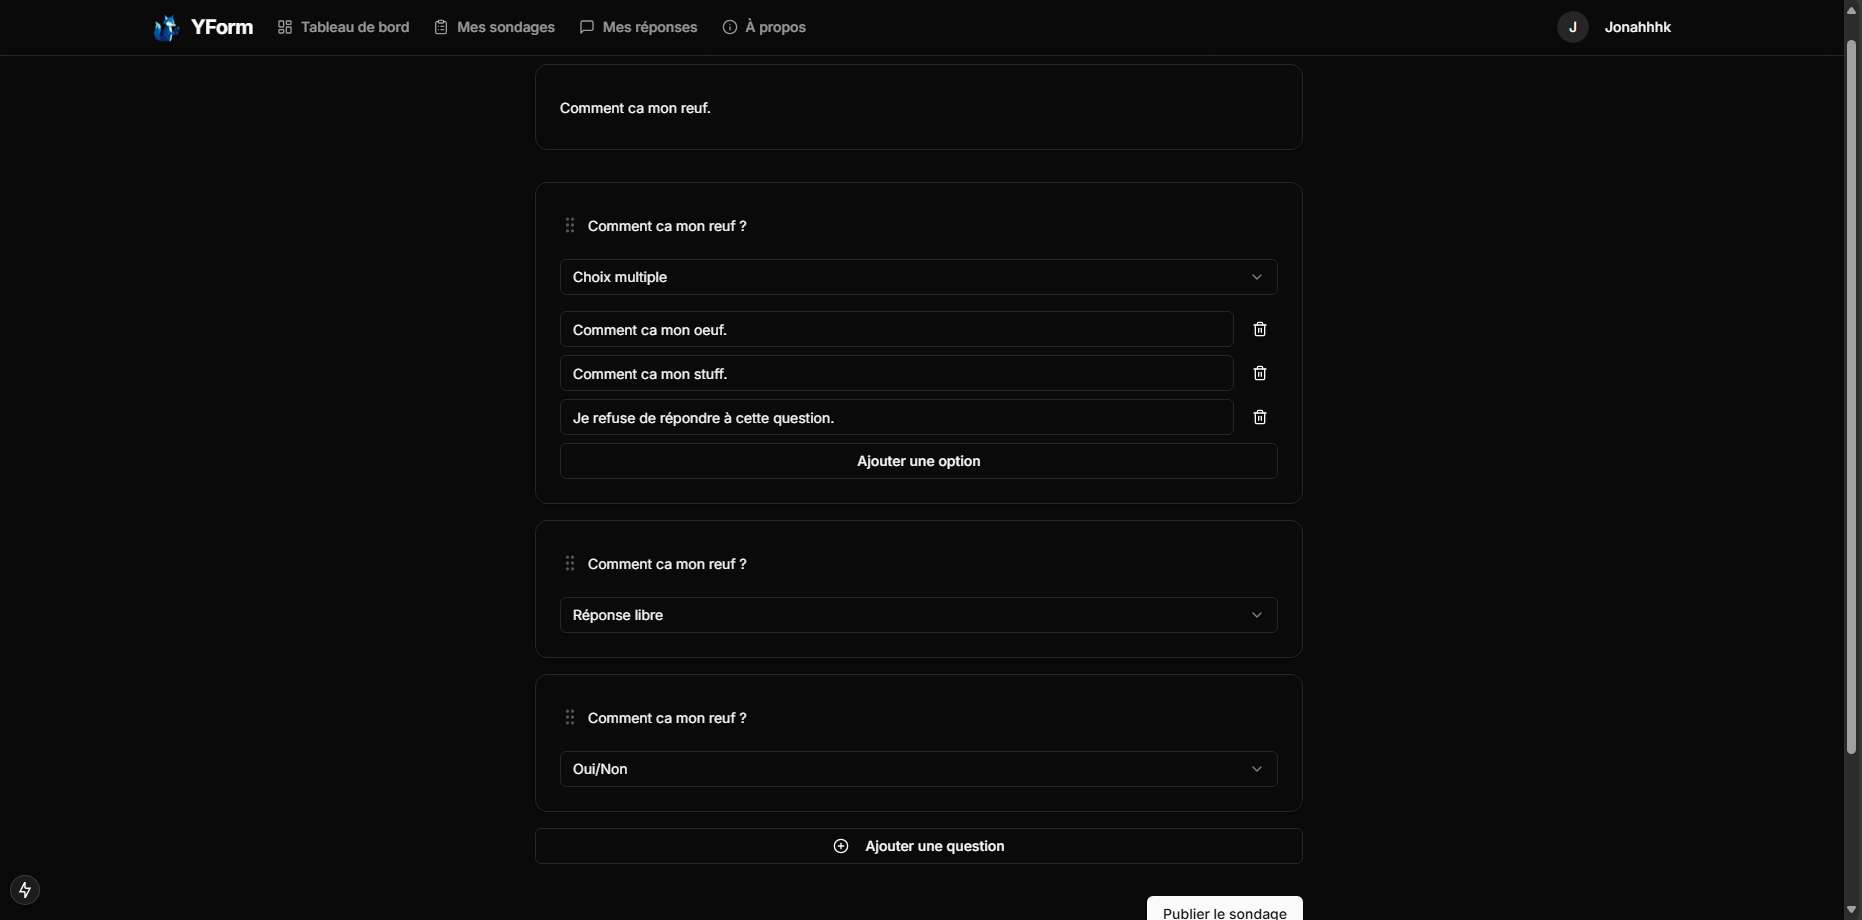 YForm Tableau de bord Mes sondages Mes réponses À propos J Jonahhhk
Comment ca mon reuf.
Comment ca mon reuf ?
Choix multiple
Comment ca mon oeuf.
Comment ca mon stuff.
Je refuse de répondre à cette question.
Ajouter une option
Comment ca mon reuf ?
Réponse libre
Comment ca mon reuf ?
Oui/Non
Ajouter une question
Publier le sondage